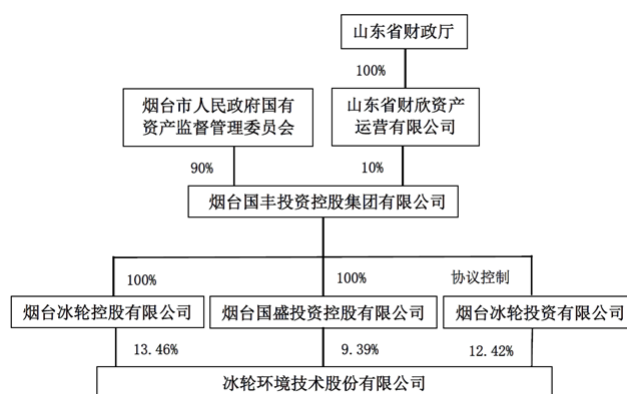 山东省财政厅
100%
烟台市人民政府国有
资产监督管理委员会
山东省财欣资产
运营有限公司
90%
10%
烟台国丰投资控股集团有限公司
100%
100%
协议控制
烟台冰轮控股有限公司
烟台国盛投资控股有限公司
烟台冰轮投资有限公司
13.46%
9.39%
12.42%
冰轮环境技术股份有限公司